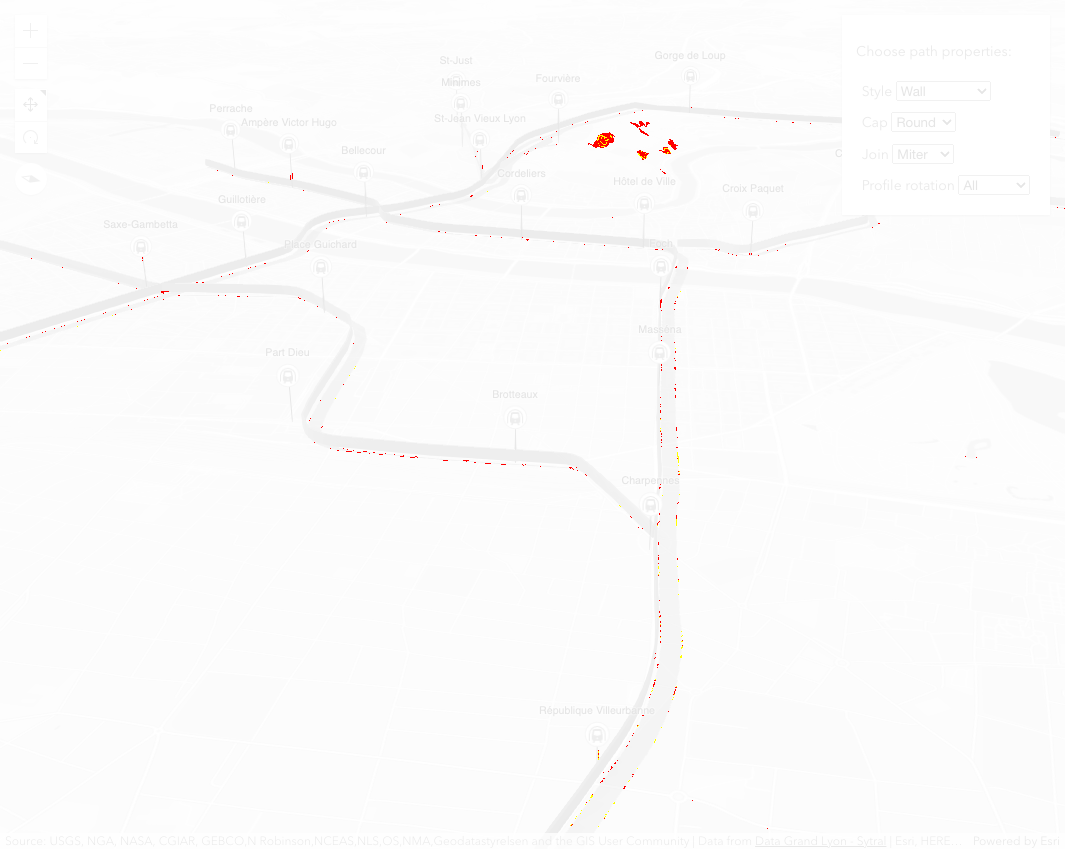 Choose path properties:
Style Wall
Cap Round
Join Miter
Profile rotation All
St-Just
Minimes
Gorge de Loup
Fourvière
Perrache
Ampère Victor Hugo
St-Jean Vieux Lyon
Bellecour
Cordeliers
Hôtel de Ville
Croix Paquet
Guillotière
Saxe-Gambetta
Place Guichard
Masséna
Part Dieu
Brotteaux
Charpennes
République Villeurbanne
Source: USGS, NGA, NASA, CGIAR, GEBCO,N Robinson,NCEAS,NLS,OS,NMA,Geodatastyrelsen and the GIS User Community | Data from Data Grand Lyon - Sytral | Esri, HERE... Powered by Esri